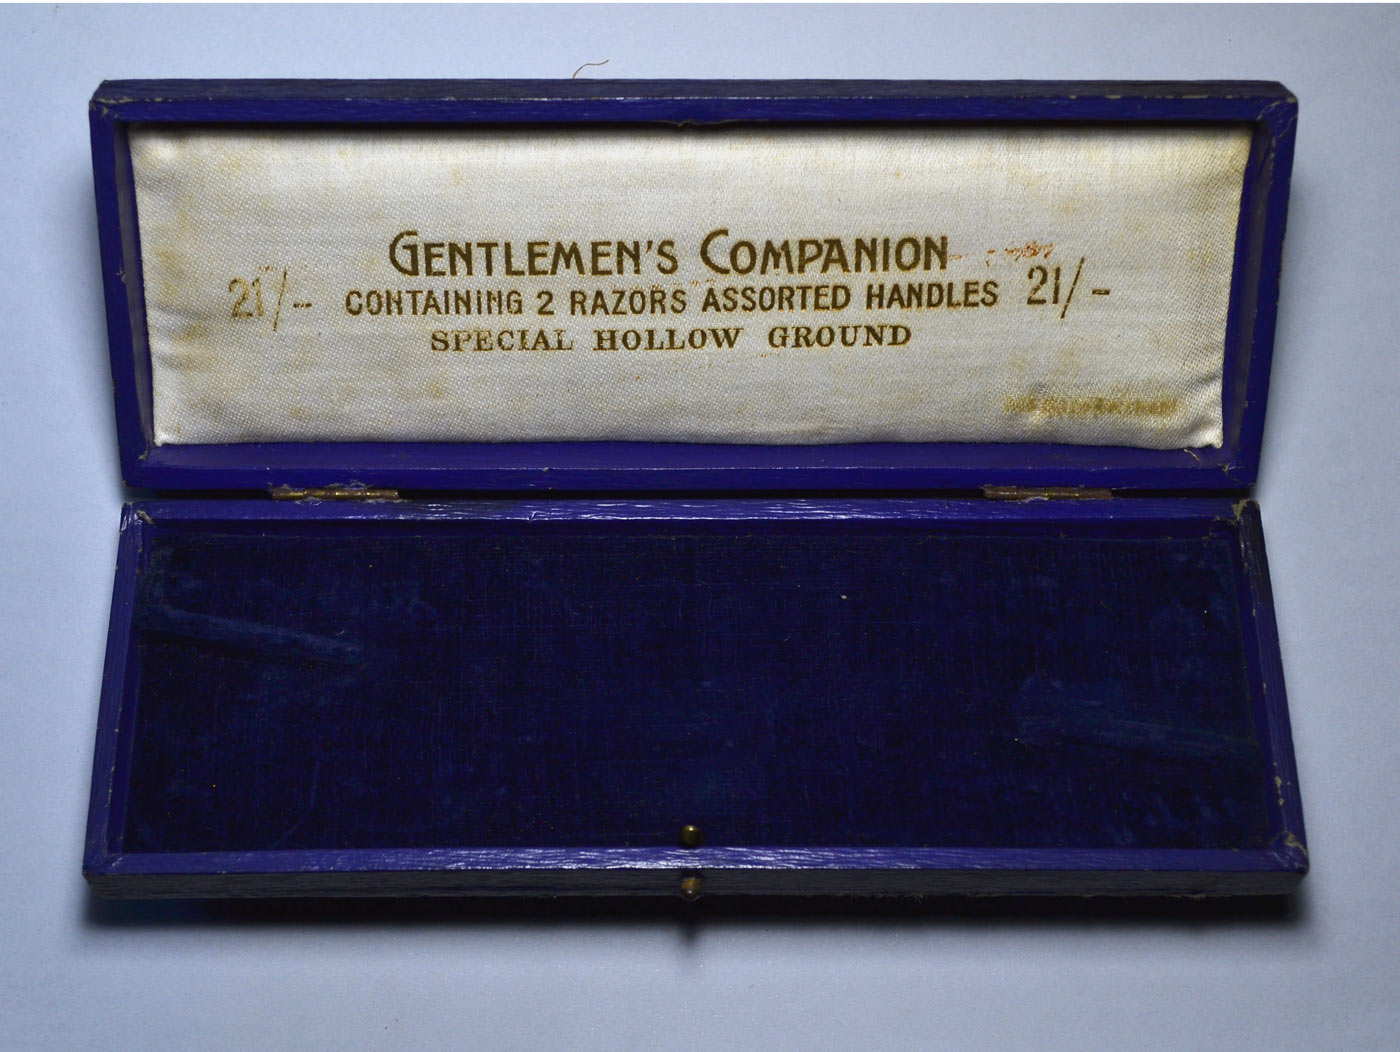 GENTLEMEN'S COMPANION
21/- CONTAINING 2 RAZORS ASSORTED HANDLES 21/-
SPECIAL HOLLOW GROUND